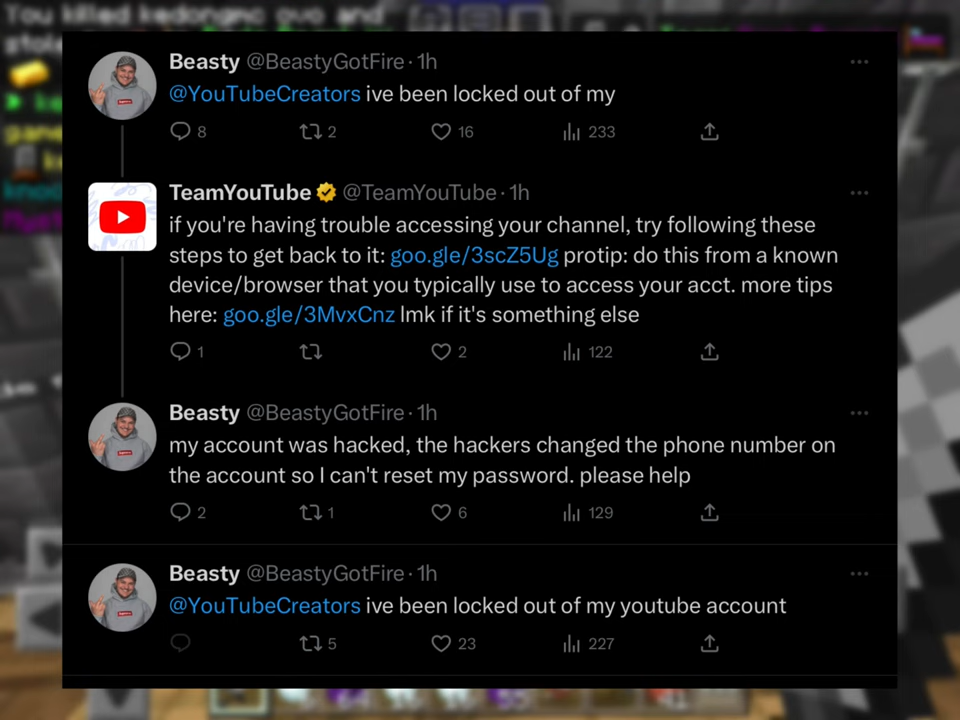 You killed kedongnc ovo and
Beasty @BeastyGotFire · 1h
@YouTubeCreators ive been locked out of my
8 2 16 233
TeamYouTube @TeamYouTube · 1h
if you're having trouble accessing your channel, try following these
steps to get back to it: goo.gle/3scZ5Ug protip: do this from a known
device/browser that you typically use to access your acct. more tips
here: goo.gle/3MvxCnz lmk if it's something else
1 2 122
Beasty @BeastyGotFire · 1h
my account was hacked, the hackers changed the phone number on
the account so I can't reset my password. please help
2 1 6 129
Beasty @BeastyGotFire · 1h
@YouTubeCreators ive been locked out of my youtube account
5 23 227